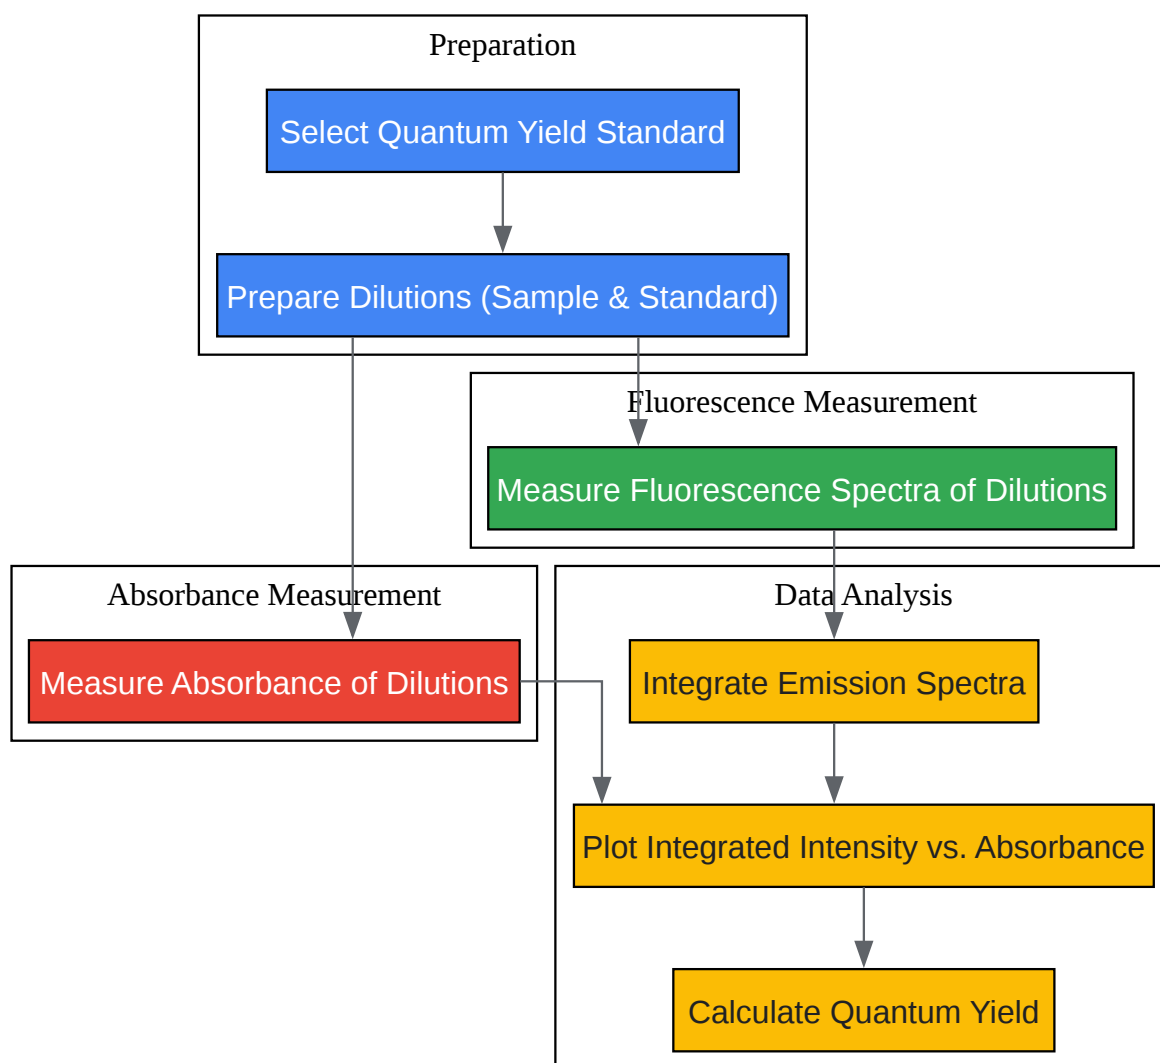 Preparation
Select Quantum Yield Standard
Prepare Dilutions (Sample & Standard)
Fluorescence Measurement
Measure Fluorescence Spectra of Dilutions
Absorbance Measurement
Measure Absorbance of Dilutions
Data Analysis
Integrate Emission Spectra
Plot Integrated Intensity vs. Absorbance
Calculate Quantum Yield